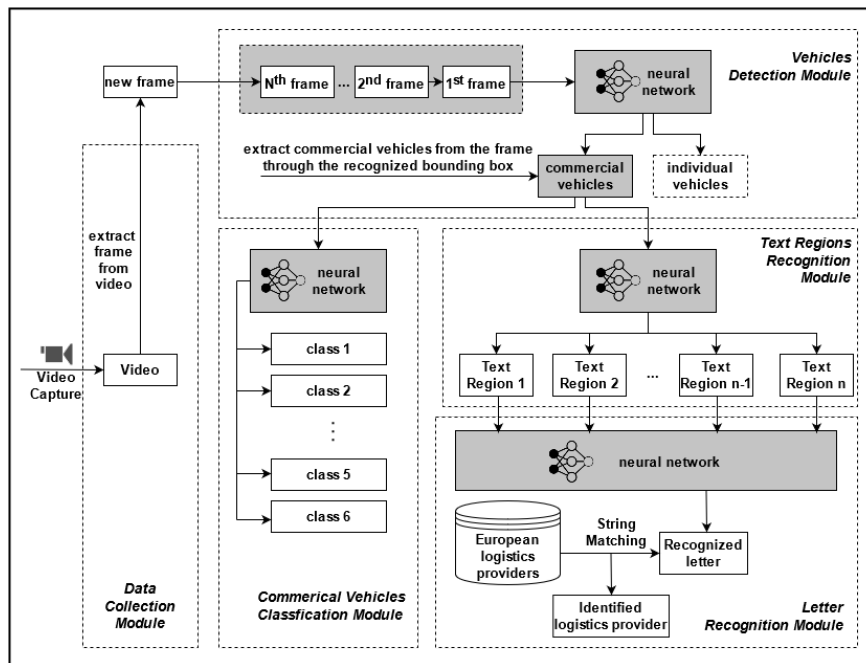 Vehicles
Detection Module
new frame
Nth frame
...
2nd frame
1st frame
neural
network
extract commercial vehicles from the frame
through the recognized bounding box
commercial
vehicles
individual
vehicles
extract
frame
from
video
Video
Capture
Video
Data
Collection
Module
neural
network
class 1
class 2
...
class 5
class 6
Commerical Vehicles
Classfication Module
Text Regions
Recognition
Module
neural
network
Text
Region 1
Text
Region 2
...
Text
Region n-1
Text
Region n
neural network
European
logistics
providers
String
Matching
Recognized
letter
Identified
logistics provider
Letter
Recognition Module